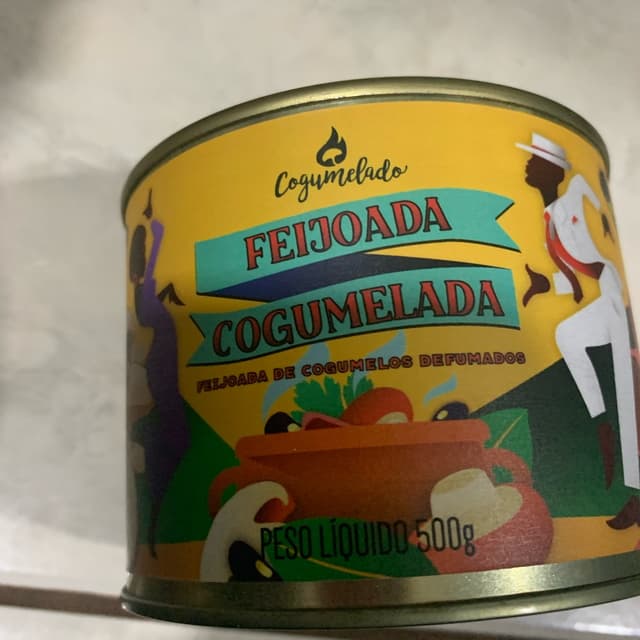 Cogumelado
FEIJOADA
COGUMELADA
FEIJOADA DE COGUMELOS DEFUMADOS
PESO LÍQUIDO 500g